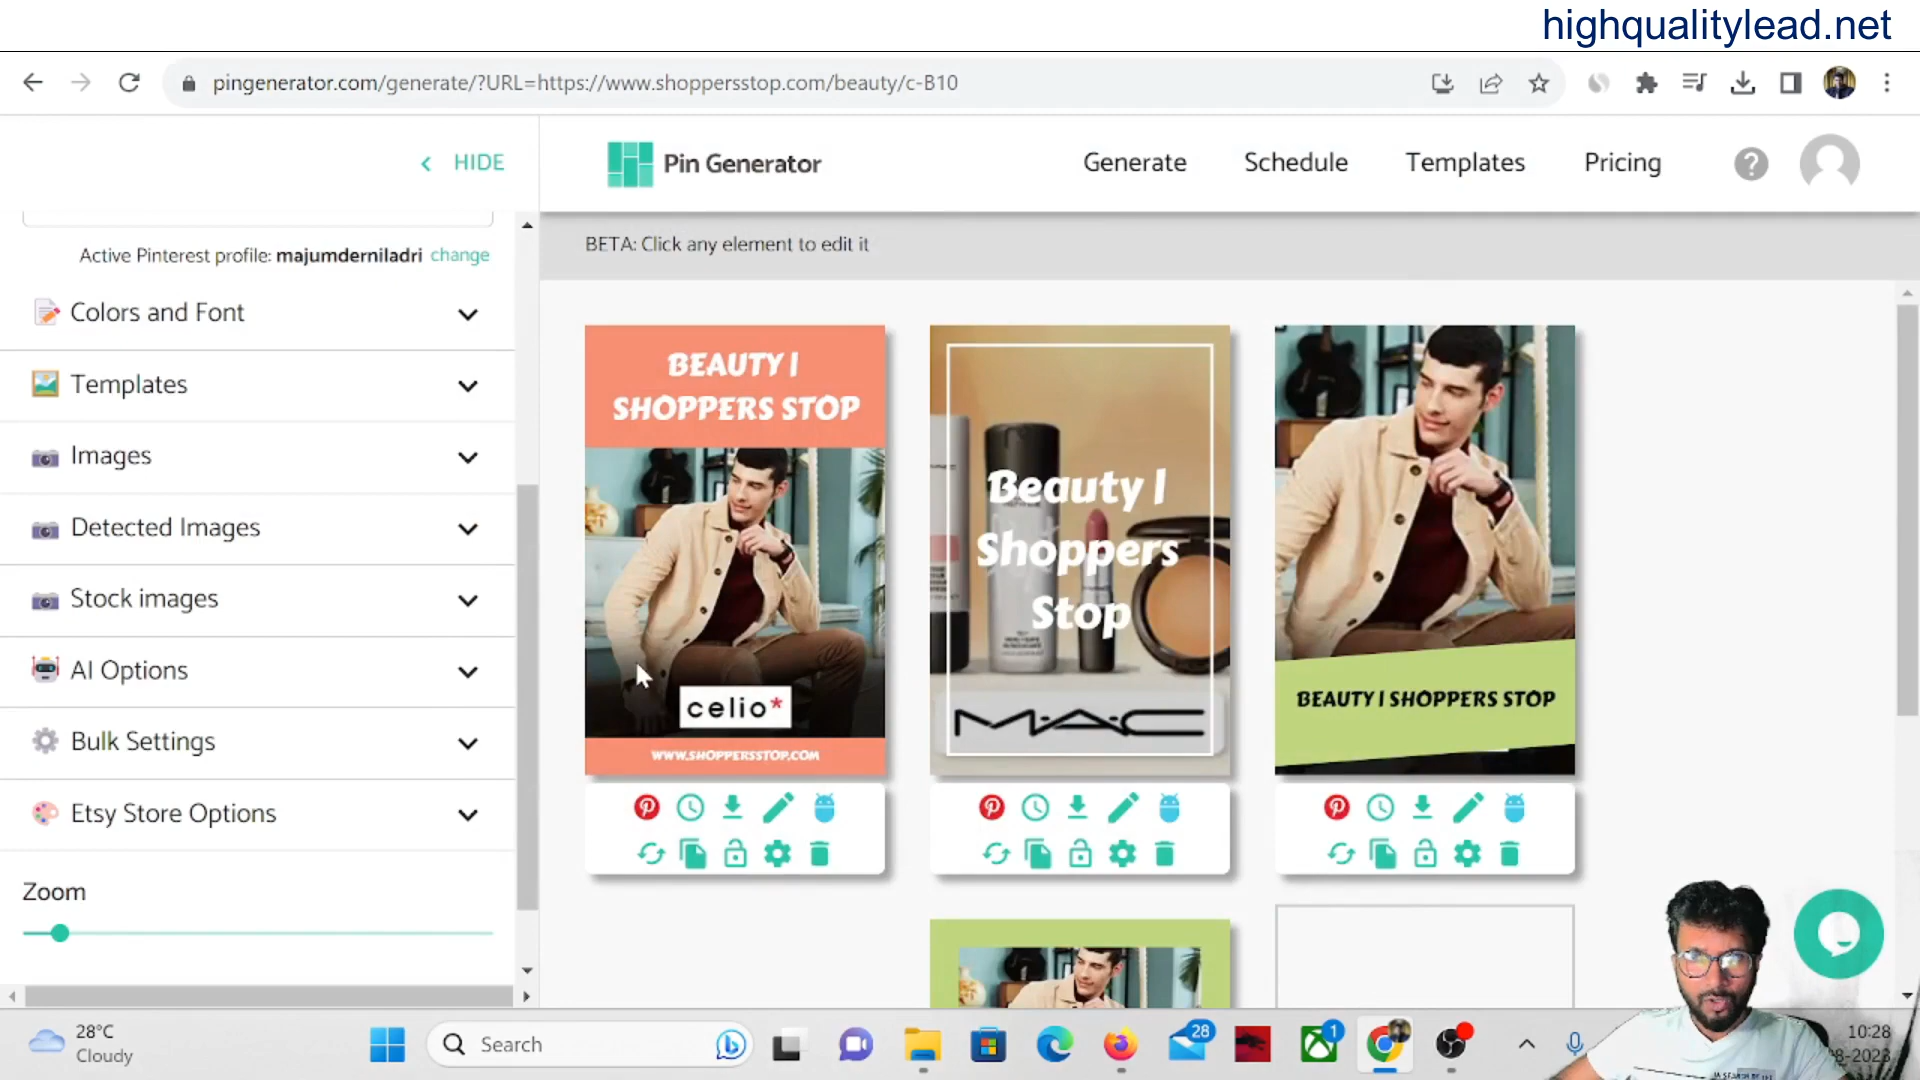 highqualitylead.net
pingenerator.com/generate/?URL=https://www.shoppersstop.com/beauty/c-B10
HIDE
Pin Generator
Generate
Schedule
Templates
Pricing
?
Active Pinterest profile: majumderniladri change
BETA: Click any element to edit it
Colors and Font
Templates
Images
Detected Images
Stock images
AI Options
Bulk Settings
Etsy Store Options
Zoom
BEAUTY |
SHOPPERS STOP
celio*
WWW.SHOPPERSSTOP.COM
Beauty |
Shoppers
Stop
M·A·C
BEAUTY | SHOPPERS STOP
28°C
Cloudy
Search
28
1
10:28